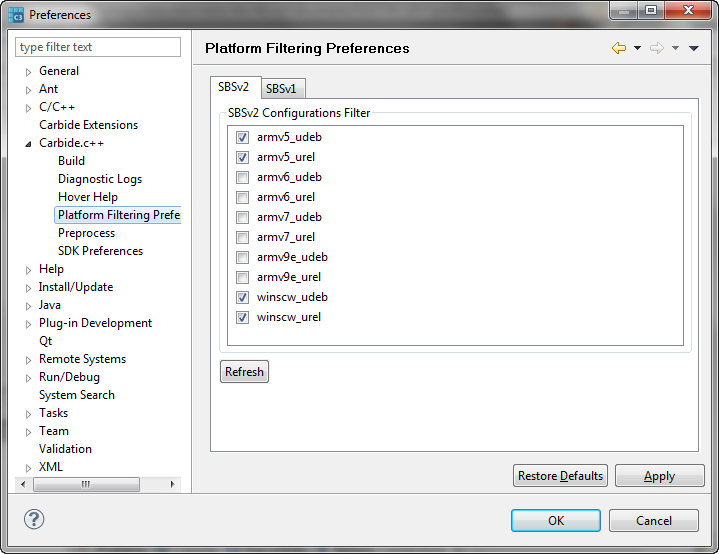 Preferences
type filter text
General
Ant
C/C++
Carbide Extensions
Carbide.c++
Build
Diagnostic Logs
Hover Help
Platform Filtering Prefe
Preprocess
SDK Preferences
Help
Install/Update
Java
Plug-in Development
Qt
Remote Systems
Run/Debug
System Search
Tasks
Team
Validation
XML
Platform Filtering Preferences
SBSv2 SBSv1
SBSv2 Configurations Filter
armv5_udeb
armv5_urel
armv6_udeb
armv6_urel
armv7_udeb
armv7_urel
armv9e_udeb
armv9e_urel
winscw_udeb
winscw_urel
Refresh
Restore Defaults Apply
OK Cancel